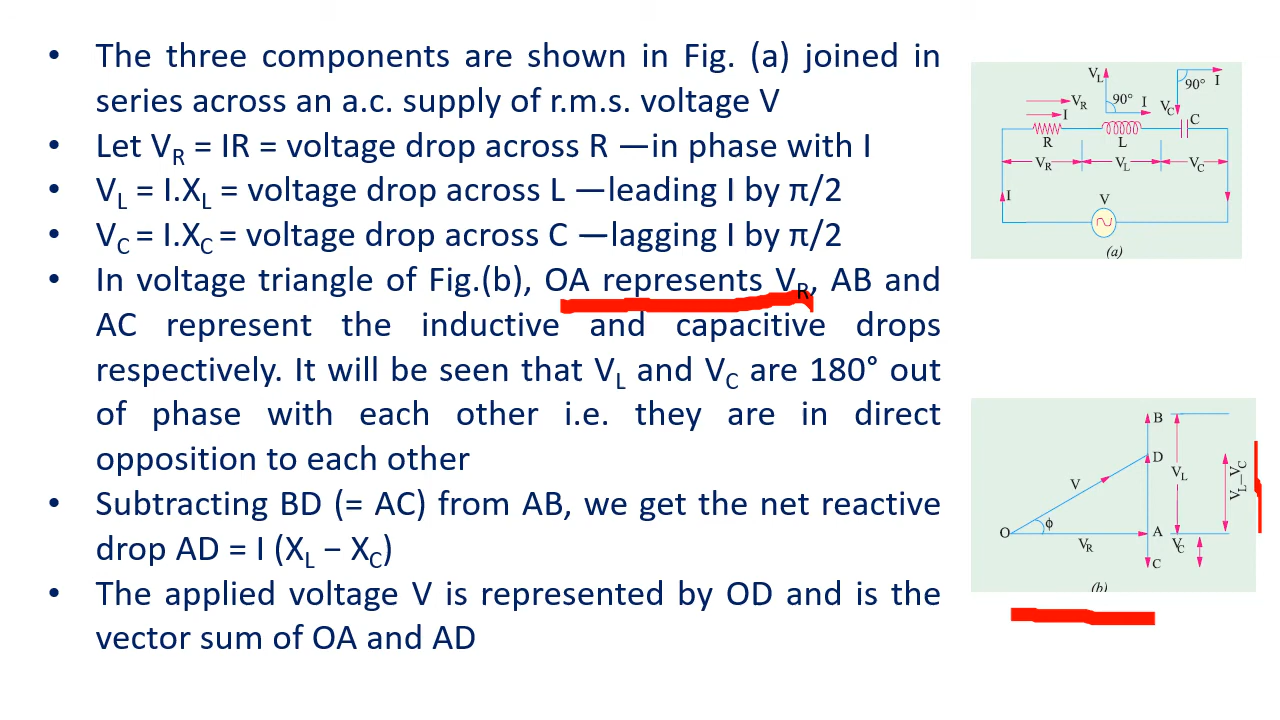 • The three components are shown in Fig. (a) joined in
series across an a.c. supply of r.m.s. voltage V
• Let VR = IR = voltage drop across R —in phase with I
• VL = I.XL = voltage drop across L —leading I by π/2
VC = I.XC = voltage drop across C —lagging I by π/2
• In voltage triangle of Fig.(b), OA represents VR, AB and
AC represent the inductive and capacitive drops
respectively. It will be seen that VL and VC are 180° out
of phase with each other i.e. they are in direct
opposition to each other
• Subtracting BD (= AC) from AB, we get the net reactive
drop AD = I (XL − XC)
• The applied voltage V is represented by OD and is the
vector sum of OA and AD
VL 90° I
VC 90° I
VR
I
R L C
VR VL VC
I V
(a)
B
D
V VL VL—VC
O ϕ A
VR VC
C
(b)